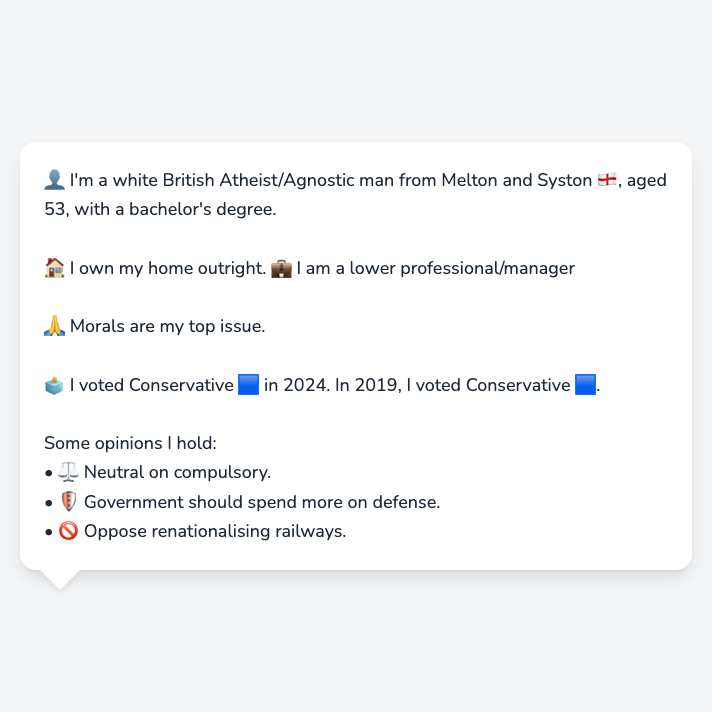 👤 I'm a white British Atheist/Agnostic man from Melton and Syston 🏴󠁧󠁢󠁥󠁮󠁧󠁿, aged
53, with a bachelor's degree.
🏠 I own my home outright. 💼 I am a lower professional/manager
🙏 Morals are my top issue.
🗳️ I voted Conservative 🟦 in 2024. In 2019, I voted Conservative 🟦.
Some opinions I hold:
• ⚖️ Neutral on compulsory.
• 🛡️ Government should spend more on defense.
• 🚫 Oppose renationalising railways.